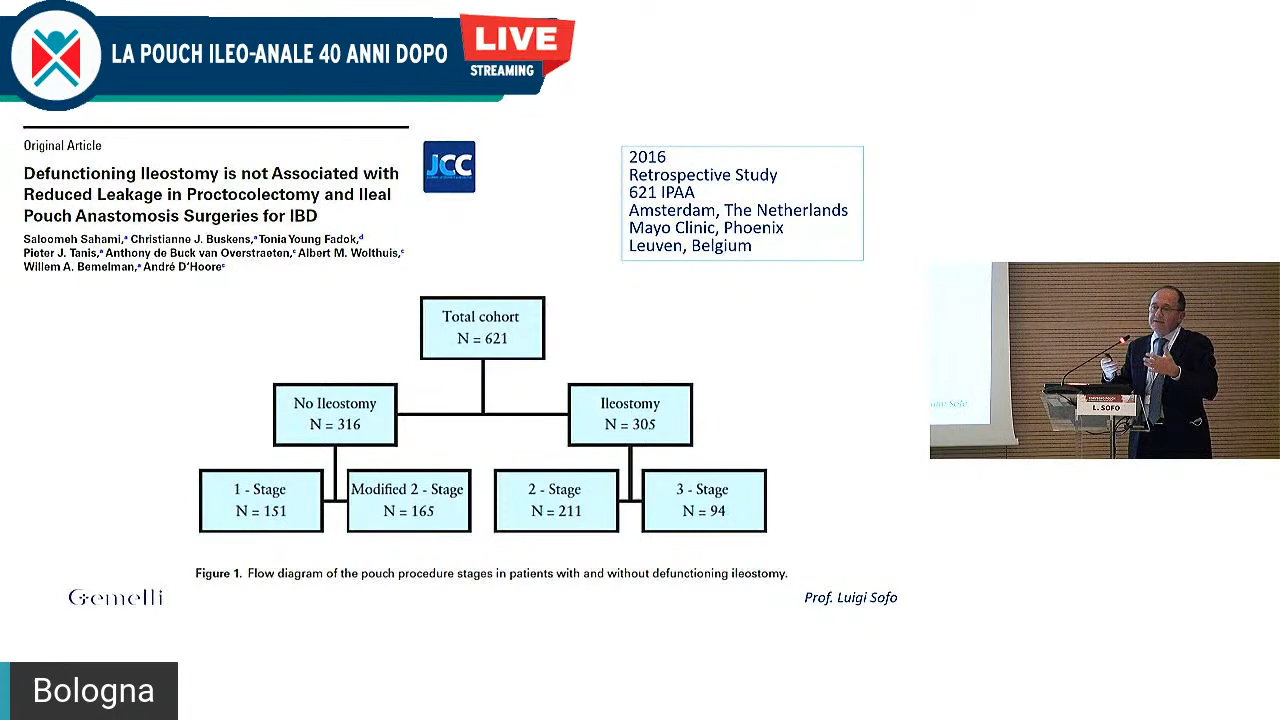 LA POUCH ILEO-ANALE 40 ANNI DOPO
LIVE
STREAMING
Original Article
Defunctioning Ileostomy is not Associated with
Reduced Leakage in Proctocolectomy and Ileal
Pouch Anastomosis Surgeries for IBD
Saloomeh Sahami,a Christianne J. Buskens,a Tonia Young Fadok,d
Pieter J. Tanis,a Anthony de Buck van Overstraeten,c Albert M. Wolthuis,c
Willem A. Bemelman,a André D'Hoorec
JCC
2016
Retrospective Study
621 IPAA
Amsterdam, The Netherlands
Mayo Clinic, Phoenix
Leuven, Belgium
Total cohort
N = 621
No Ileostomy
N = 316
Ileostomy
N = 305
1 - Stage
N = 151
Modified 2 - Stage
N = 165
2 - Stage
N = 211
3 - Stage
N = 94
Figure 1. Flow diagram of the pouch procedure stages in patients with and without defunctioning ileostomy.
Gemelli
Prof. Luigi Sofo
L. SOFO
Bologna